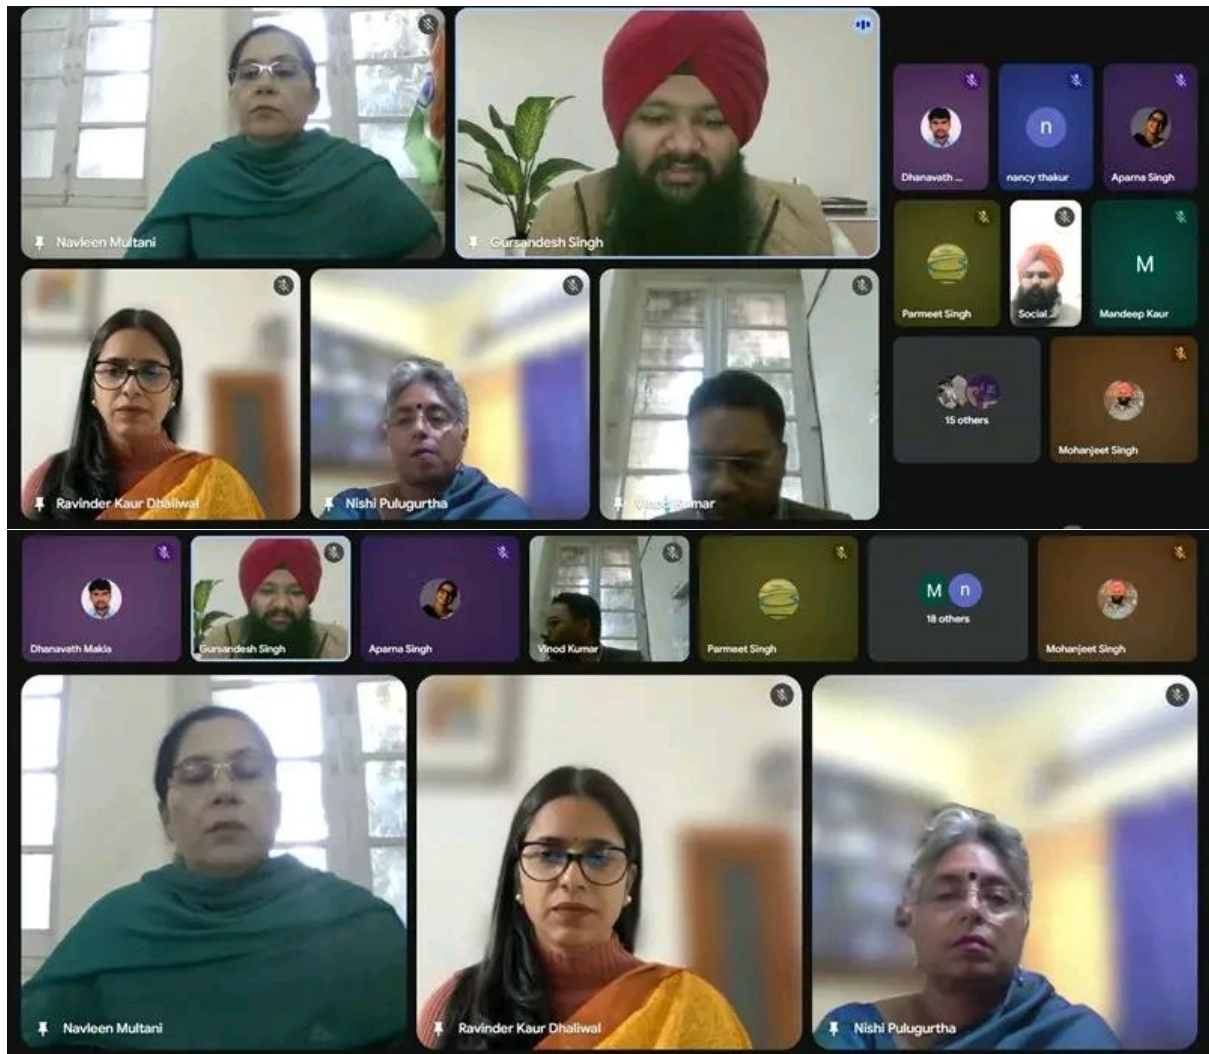 Navleen Multani
Gursandesh Singh
Dhanavath ...
n
nancy thakur
Aparna Singh
Parmeet Singh
Social ...
M
Mandeep Kaur
15 others
Mohanjeet Singh
Ravinder Kaur Dhaliwal
Nishi Pulugurtha
Vinod Kumar
Dhanavath Makla
Gursandesh Singh
Aparna Singh
Vinod Kumar
Parmeet Singh
M n
18 others
Mohanjeet Singh
Navleen Multani
Ravinder Kaur Dhaliwal
Nishi Pulugurtha